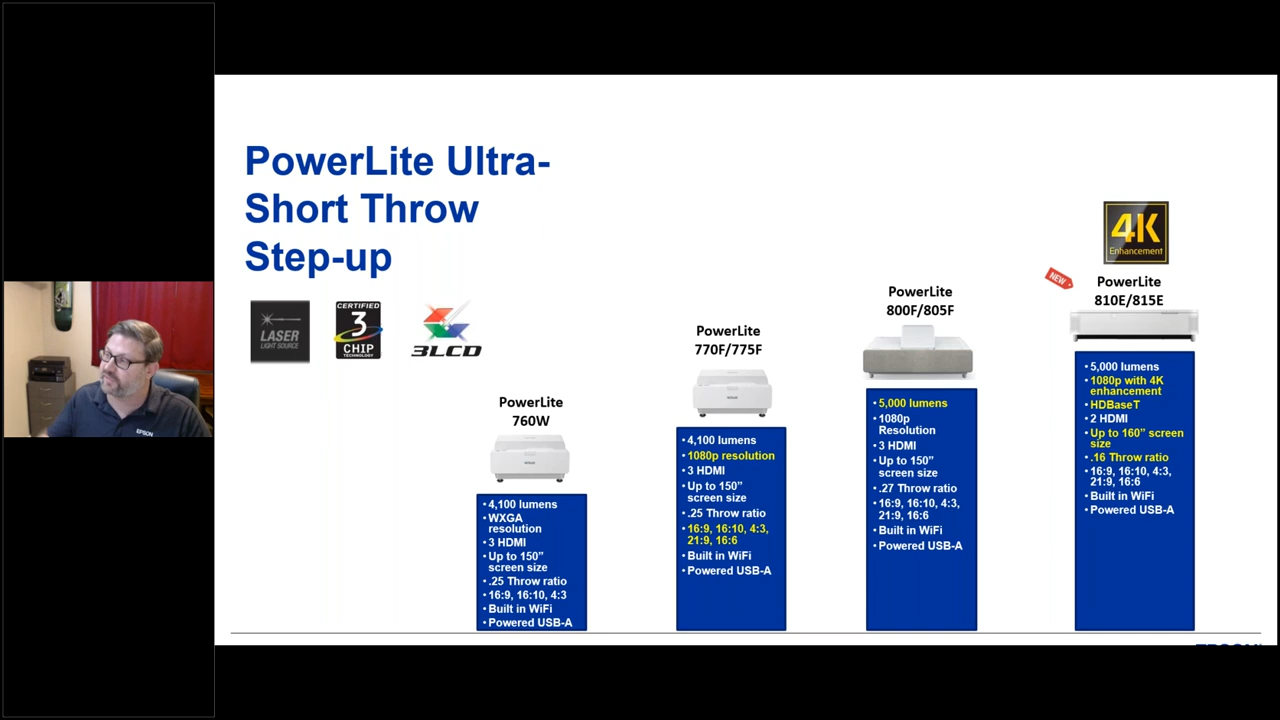 PowerLite Ultra-
Short Throw
Step-up
LASER
LIGHT SOURCE
CERTIFIED
3
CHIP
TECHNOLOGY
3LCD
EPSON
PowerLite
760W
• 4,100 lumens
• WXGA
resolution
• 3 HDMI
• Up to 150”
screen size
• .25 Throw ratio
• 16:9, 16:10, 4:3
• Built in WiFi
• Powered USB-A
PowerLite
770F/775F
• 4,100 lumens
• 1080p resolution
• 3 HDMI
• Up to 150”
screen size
• .25 Throw ratio
• 16:9, 16:10, 4:3,
21:9, 16:6
• Built in WiFi
• Powered USB-A
PowerLite
800F/805F
• 5,000 lumens
• 1080p
Resolution
• 3 HDMI
• Up to 150”
screen size
• .27 Throw ratio
• 16:9, 16:10, 4:3,
21:9, 16:6
• Built in WiFi
• Powered USB-A
4K
Enhancement
NEW
PowerLite
810E/815E
• 5,000 lumens
• 1080p with 4K
enhancement
• HDBaseT
• 2 HDMI
• Up to 160” screen
size
• .16 Throw ratio
• 16:9, 16:10, 4:3,
21:9, 16:6
• Built in WiFi
• Powered USB-A
EPSON